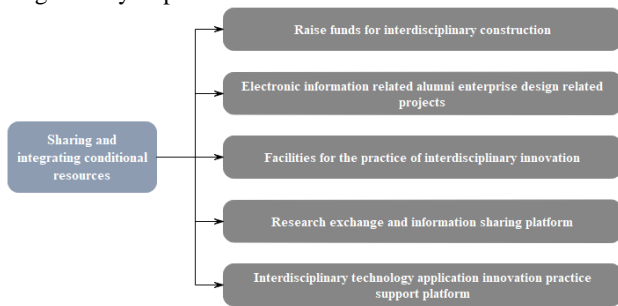 Raise funds for interdisciplinary construction
Electronic information related alumni enterprise design related
projects
Sharing and
integrating conditional
resources
Facilities for the practice of interdisciplinary innovation
Research exchange and information sharing platform
Interdisciplinary technology application innovation practice
support platform